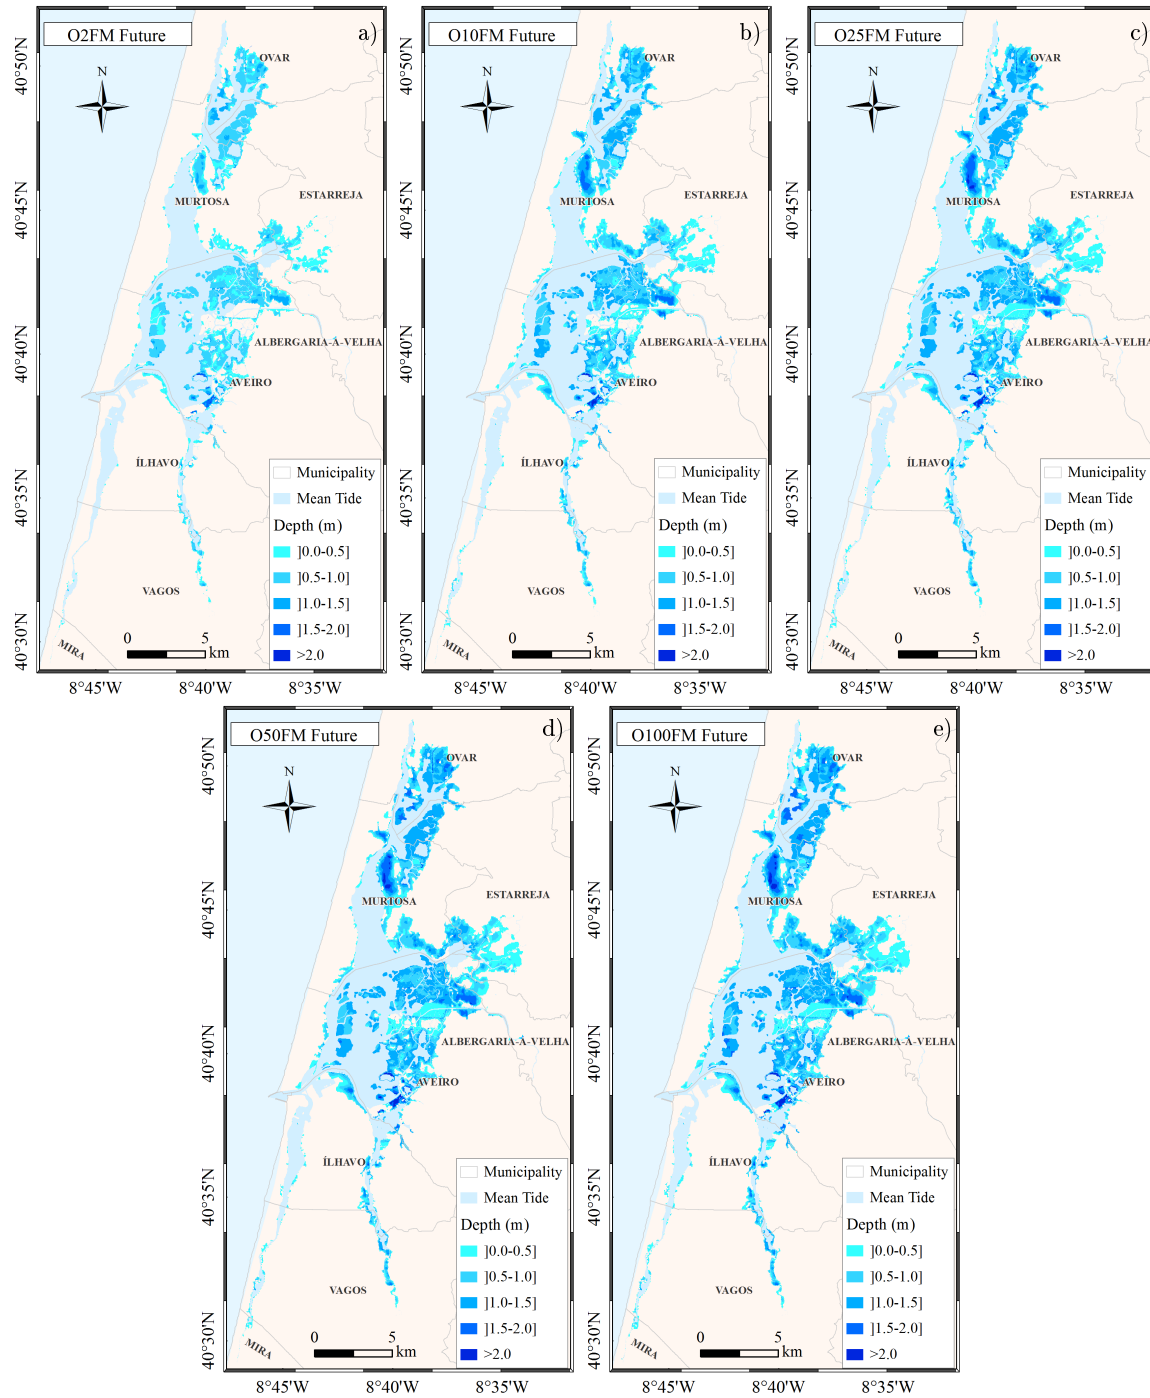 O2FM Future
a)
N
OVAR
ESTARREJA
MURTOSA
ALBERGARIA-A-VELHA
AVEIRO
ÍLHAVO
VAGOS
MIRA
Municipality
Mean Tide
Depth (m)
]0.0-0.5]
]0.5-1.0]
]1.0-1.5]
]1.5-2.0]
>2.0
0 5
km
40°50'N
40°45'N
40°40'N
40°35'N
40°30'N
8°45'W 8°40'W 8°35'W
O10FM Future
b)
N
OVAR
ESTARREJA
MURTOSA
ALBERGARIA-A-VELHA
AVEIRO
ÍLHAVO
VAGOS
MIRA
Municipality
Mean Tide
Depth (m)
]0.0-0.5]
]0.5-1.0]
]1.0-1.5]
]1.5-2.0]
>2.0
0 5
km
40°50'N
40°45'N
40°40'N
40°35'N
40°30'N
8°45'W 8°40'W 8°35'W
O25FM Future
c)
N
OVAR
ESTARREJA
MURTOSA
ALBERGARIA-A-VELHA
AVEIRO
ÍLHAVO
VAGOS
MIRA
Municipality
Mean Tide
Depth (m)
]0.0-0.5]
]0.5-1.0]
]1.0-1.5]
]1.5-2.0]
>2.0
0 5
km
40°50'N
40°45'N
40°40'N
40°35'N
40°30'N
8°45'W 8°40'W 8°35'W
O50FM Future
d)
N
OVAR
ESTARREJA
MURTOSA
ALBERGARIA-A-VELHA
AVEIRO
ÍLHAVO
VAGOS
MIRA
Municipality
Mean Tide
Depth (m)
]0.0-0.5]
]0.5-1.0]
]1.0-1.5]
]1.5-2.0]
>2.0
0 5
km
40°50'N
40°45'N
40°40'N
40°35'N
40°30'N
8°45'W 8°40'W 8°35'W
O100FM Future
e)
N
OVAR
ESTARREJA
MURTOSA
ALBERGARIA-A-VELHA
AVEIRO
ÍLHAVO
VAGOS
MIRA
Municipality
Mean Tide
Depth (m)
]0.0-0.5]
]0.5-1.0]
]1.0-1.5]
]1.5-2.0]
>2.0
0 5
km
40°50'N
40°45'N
40°40'N
40°35'N
40°30'N
8°45'W 8°40'W 8°35'W